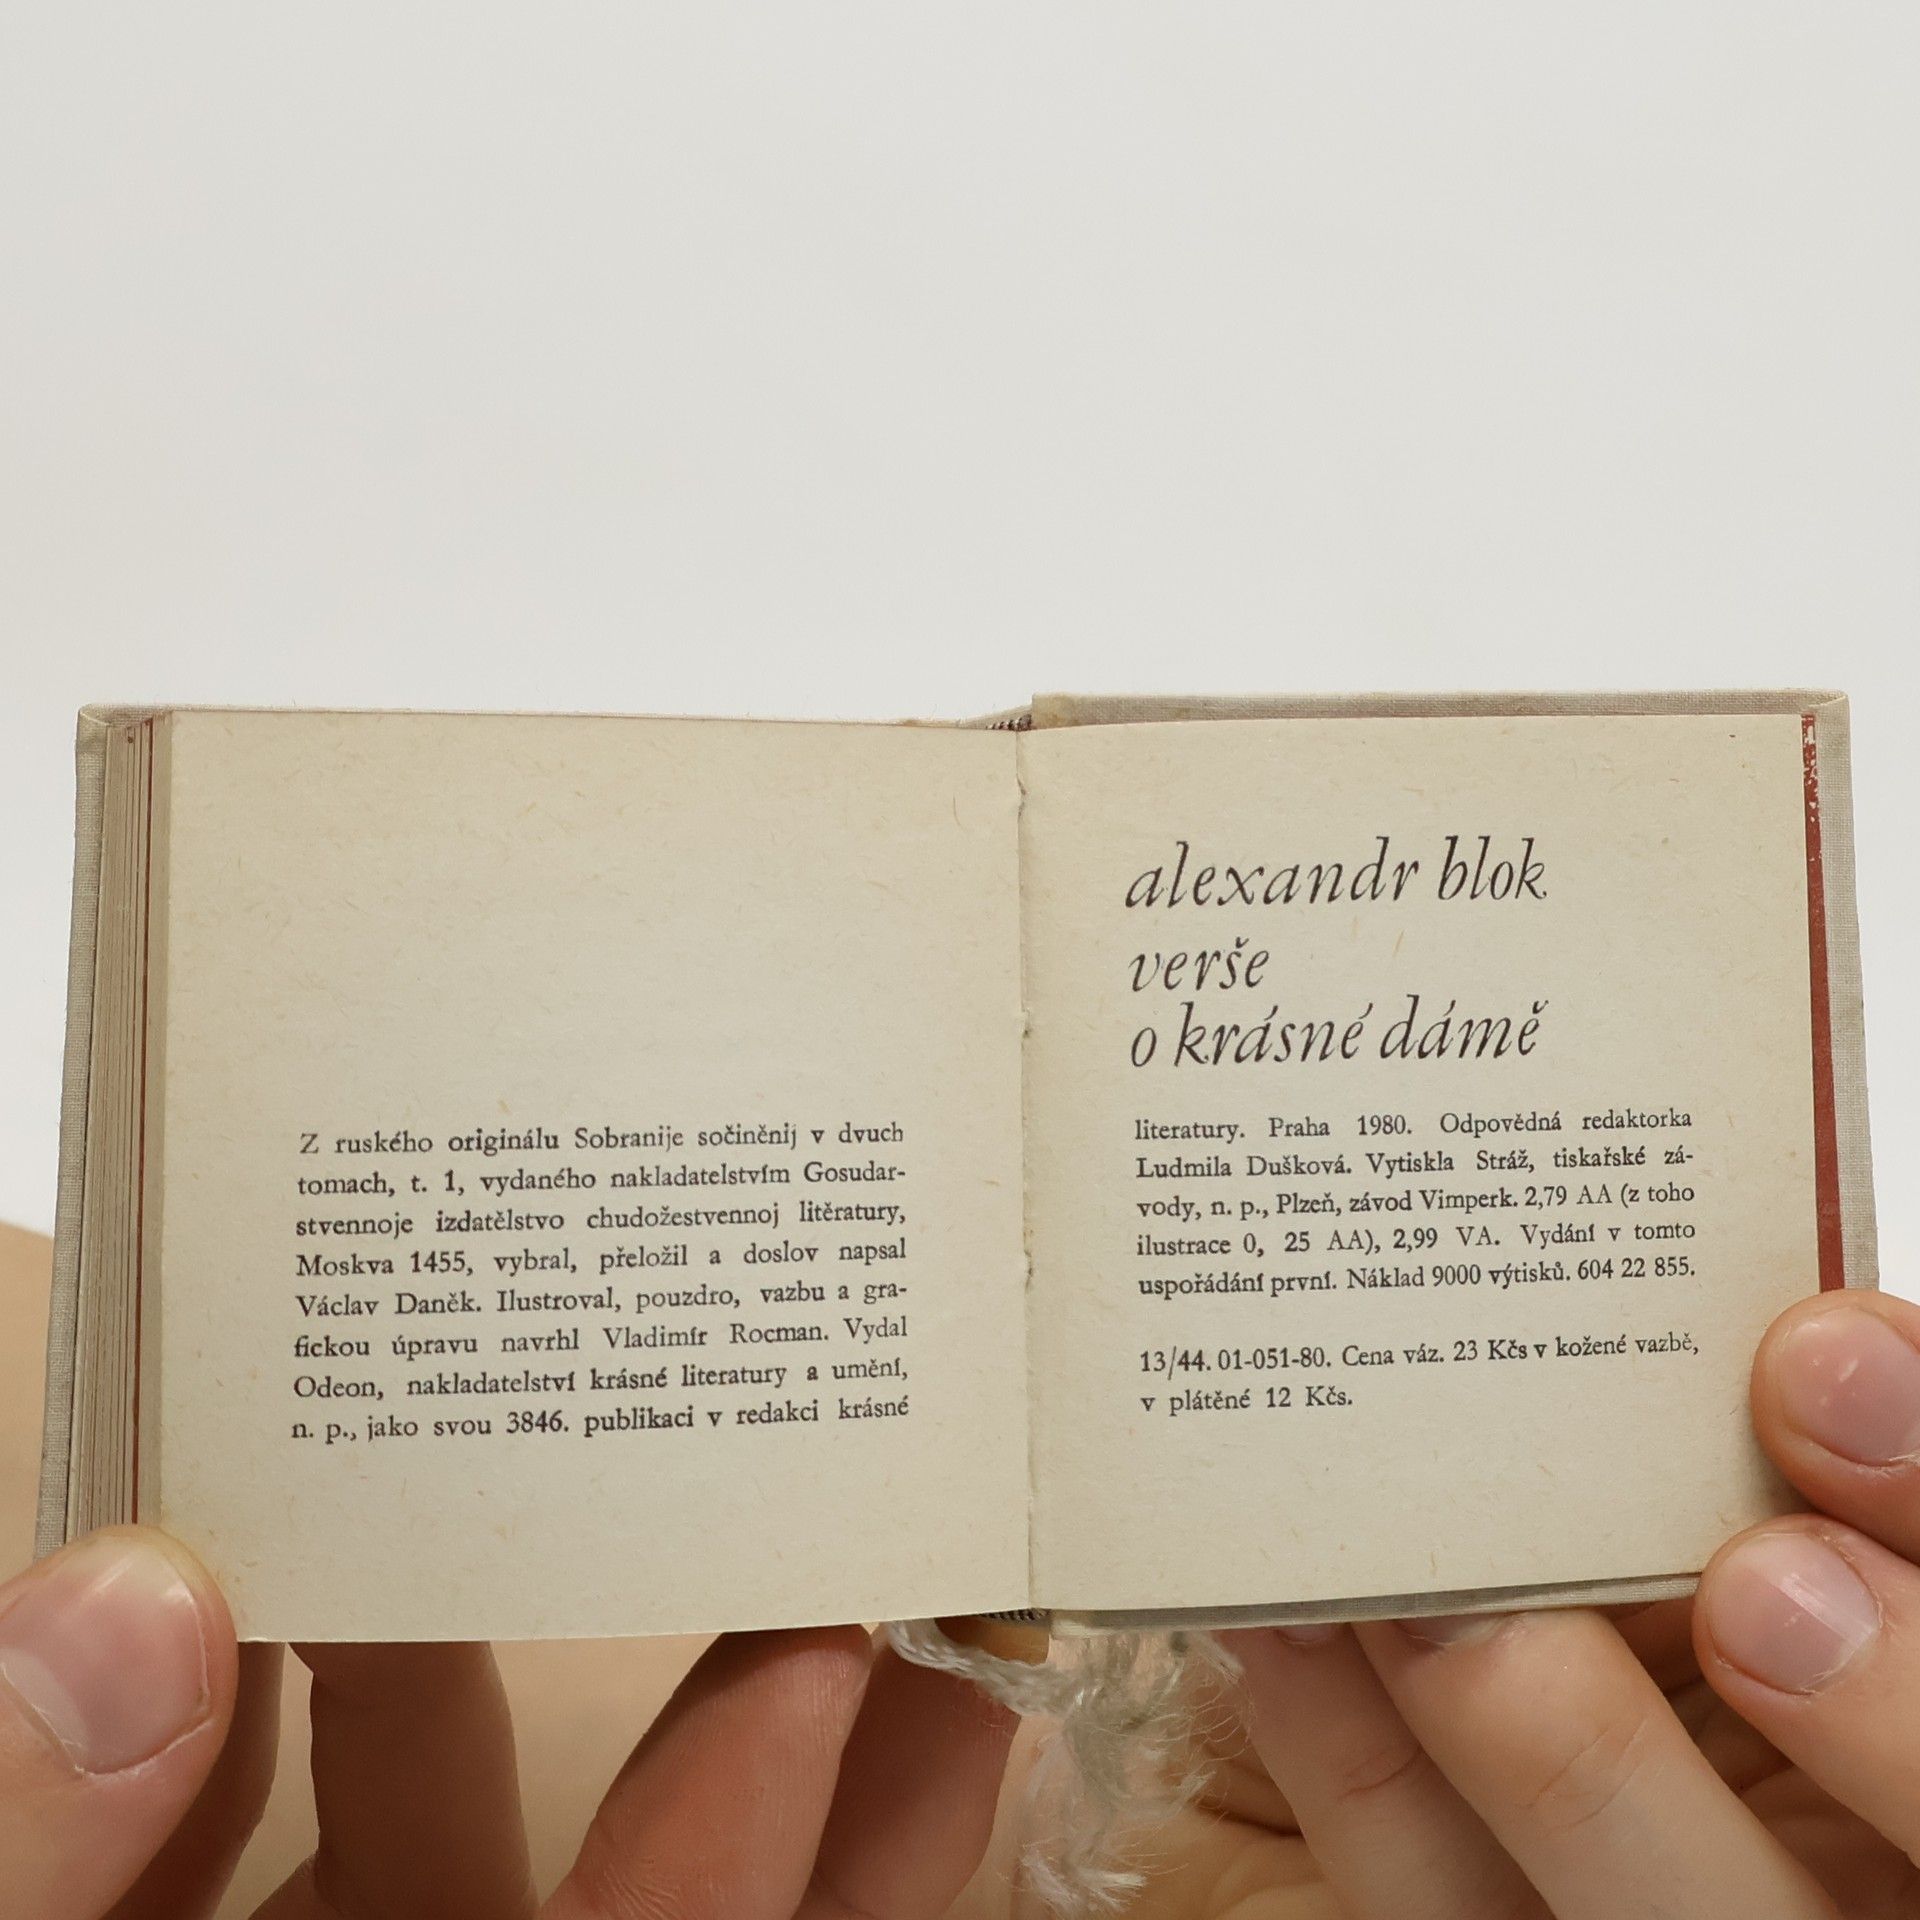 Z ruského originálu Sobranije sočiněnij v dvuch
tomach, t. 1, vydaného nakladatelstvím Gosudar-
stvennoje izdatělstvo chudožestvennoj litěratury,
Moskva 1455, vybral, přeložil a doslov napsal
Václav Daněk. Ilustroval, pouzdro, vazbu a gra-
fickou úpravu navrhl Vladimír Rocman. Vydal
Odeon, nakladatelství krásné literatury a umění,
n. p., jako svou 3846. publikaci v redakci krásné
alexandr blok
verše
o krásné dámě
literatury. Praha 1980. Odpovědná redaktorka
Ludmila Dušková. Vytiskla Stráž, tiskařské zá-
vody, n. p., Plzeň, závod Vimperk. 2,79 AA (z toho
ilustrace 0, 25 AA), 2,99 VA. Vydání v tomto
uspořádání první. Náklad 9000 výtisků. 604 22 855.
13/44. 01-051-80. Cena váz. 23 Kčs v kožené vazbě,
v plátěné 12 Kčs.